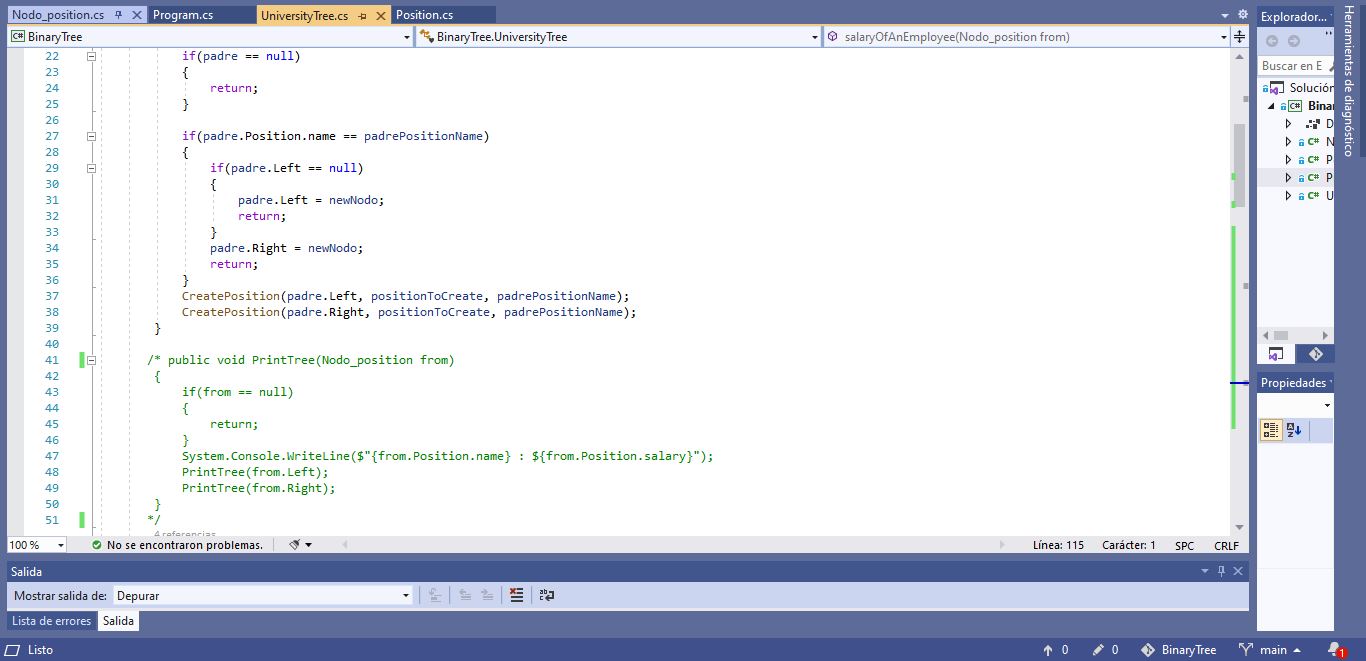 Nodo_position.cs
Program.cs
UniversityTree.cs
Position.cs
BinaryTree
BinaryTree.UniversityTree
salaryOfAnEmployee(Nodo_position from)
22 if(padre == null)
23 {
24 return;
25 }
26
27 if(padre.Position.name == padrePositionName)
28 {
29 if(padre.Left == null)
30 {
31 padre.Left = newNodo;
32 return;
33 }
34 padre.Right = newNodo;
35 return;
36 }
37 CreatePosition(padre.Left, positionToCreate, padrePositionName);
38 CreatePosition(padre.Right, positionToCreate, padrePositionName);
39 }
40
41 /* public void PrintTree(Nodo_position from)
42 {
43 if(from == null)
44 {
45 return;
46 }
47 System.Console.WriteLine($"{from.Position.name} : ${from.Position.salary}");
48 PrintTree(from.Left);
49 PrintTree(from.Right);
50 }
51 */
4 referencias
100 %
No se encontraron problemas.
Línea: 115 Carácter: 1 SPC CRLF
Salida
Mostrar salida de: Depurar
Lista de errores Salida
Listo
0 0 BinaryTree main 1
Explorador...
Buscar en E
Solución
C# Binar
D
C# N
C# P
C# P
C# U
Propiedades
Herramientas de diagnóstico